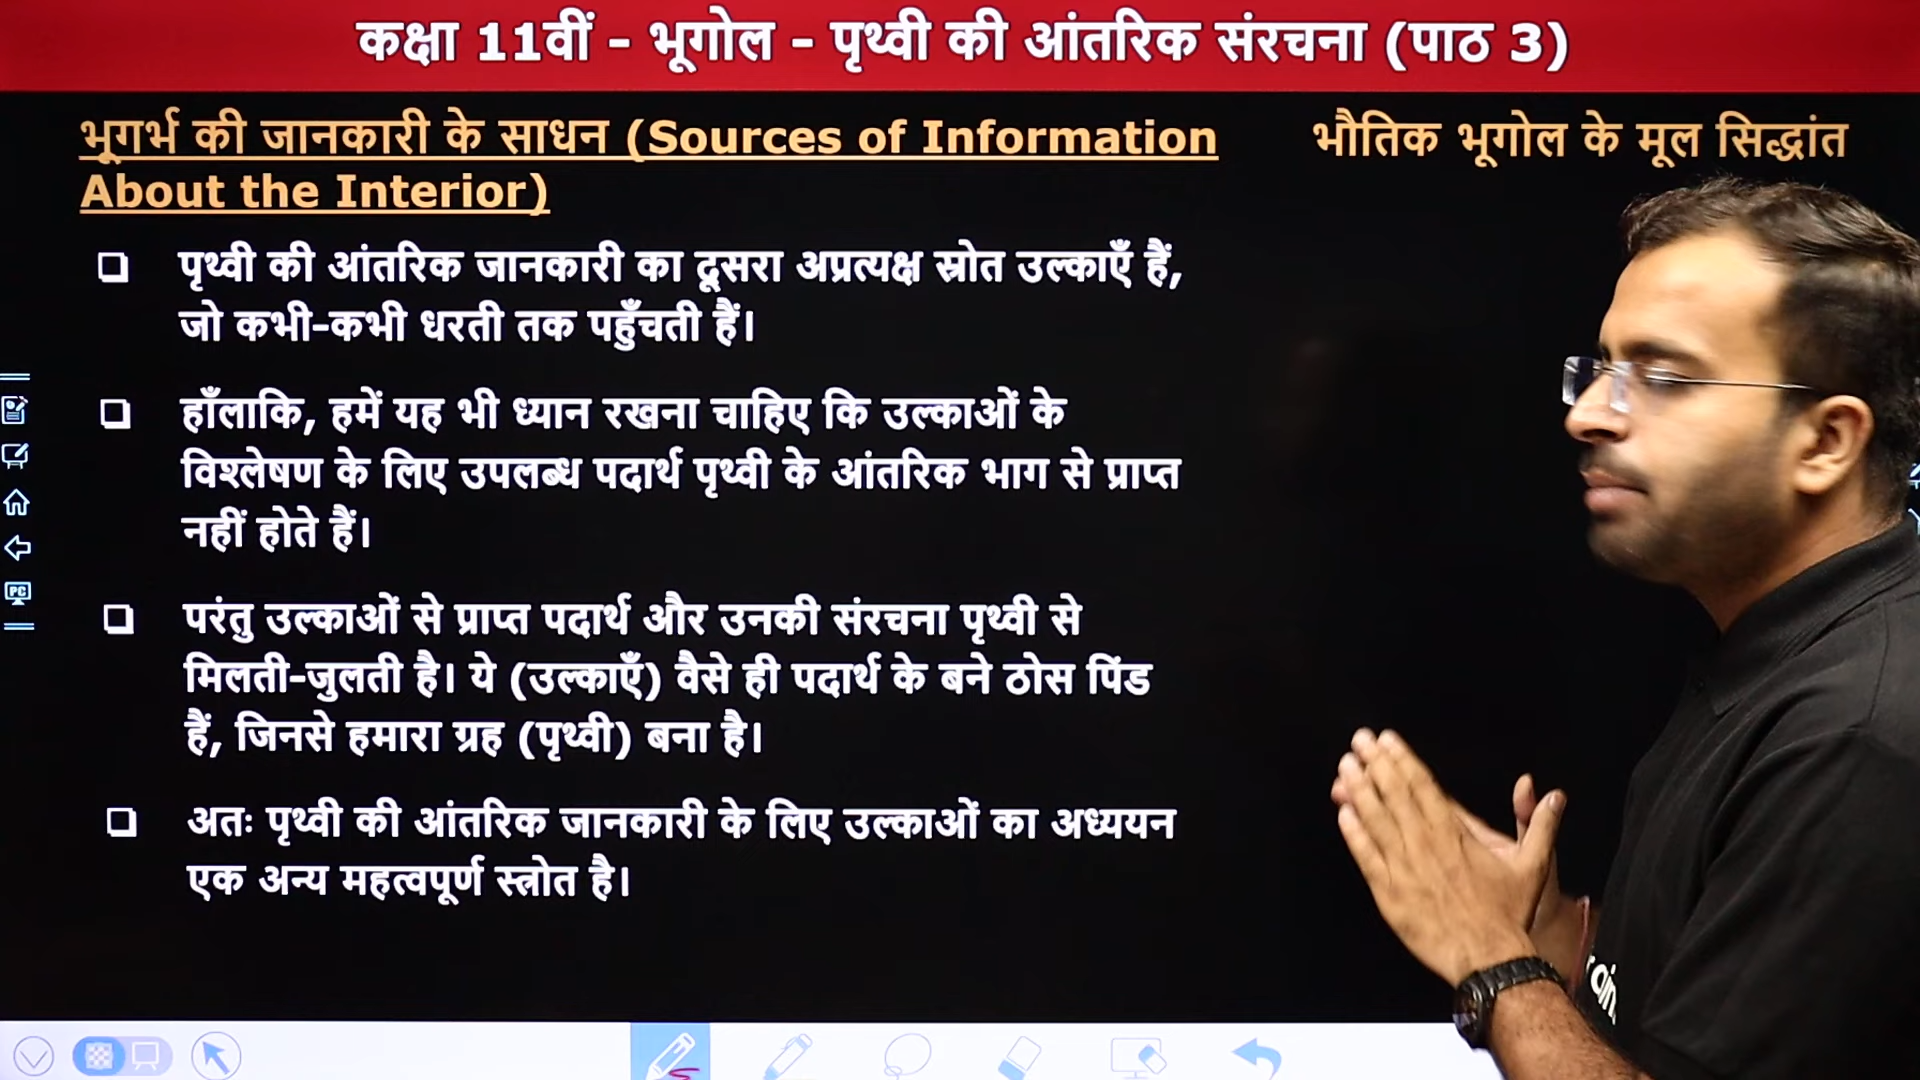 कक्षा 11वीं - भूगोल - पृथ्वी की आंतरिक संरचना (पाठ 3)
भूगर्भ की जानकारी के साधन (Sources of Information
About the Interior)
भौतिक भूगोल के मूल सिद्धांत
पृथ्वी की आंतरिक जानकारी का दूसरा अप्रत्यक्ष स्रोत उल्काएँ हैं,
जो कभी-कभी धरती तक पहुँचती हैं।
हाँलाकि, हमें यह भी ध्यान रखना चाहिए कि उल्काओं के
विश्लेषण के लिए उपलब्ध पदार्थ पृथ्वी के आंतरिक भाग से प्राप्त
नहीं होते हैं।
परंतु उल्काओं से प्राप्त पदार्थ और उनकी संरचना पृथ्वी से
मिलती-जुलती है। ये (उल्काएँ) वैसे ही पदार्थ के बने ठोस पिंड
हैं, जिनसे हमारा ग्रह (पृथ्वी) बना है।
अतः पृथ्वी की आंतरिक जानकारी के लिए उल्काओं का अध्ययन
एक अन्य महत्वपूर्ण स्त्रोत है।
PC